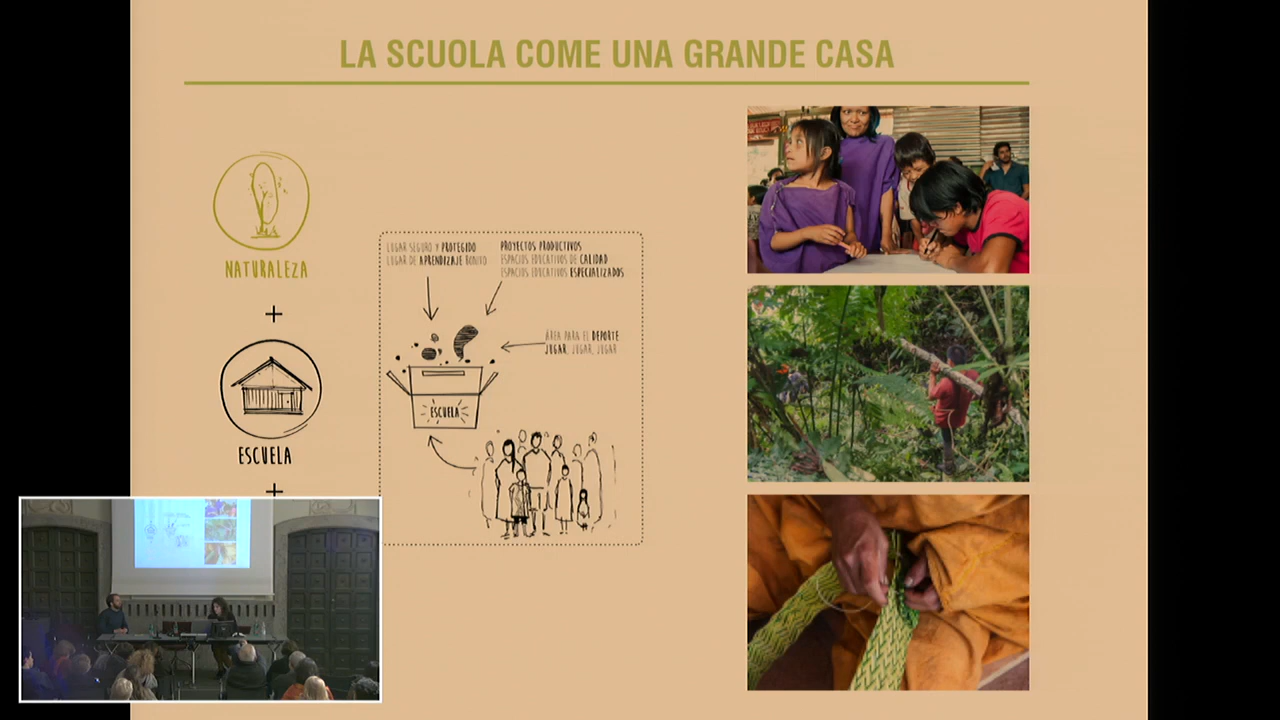 LA SCUOLA COME UNA GRANDE CASA
NATURALEZA
+
ESCUELA
+
LUGAR SEGURO Y PROTEGIDO
LUGAR DE APRENDIZAJE BONITO
PROYECTOS PRODUCTIVOS
ESPACIOS EDUCATIVOS DE CALIDAD
ESPACIOS EDUCATIVOS ESPECIALIZADOS
ÁREA PARA EL DEPORTE
JUGAR, JUGAR, JUGAR
ESCUELA